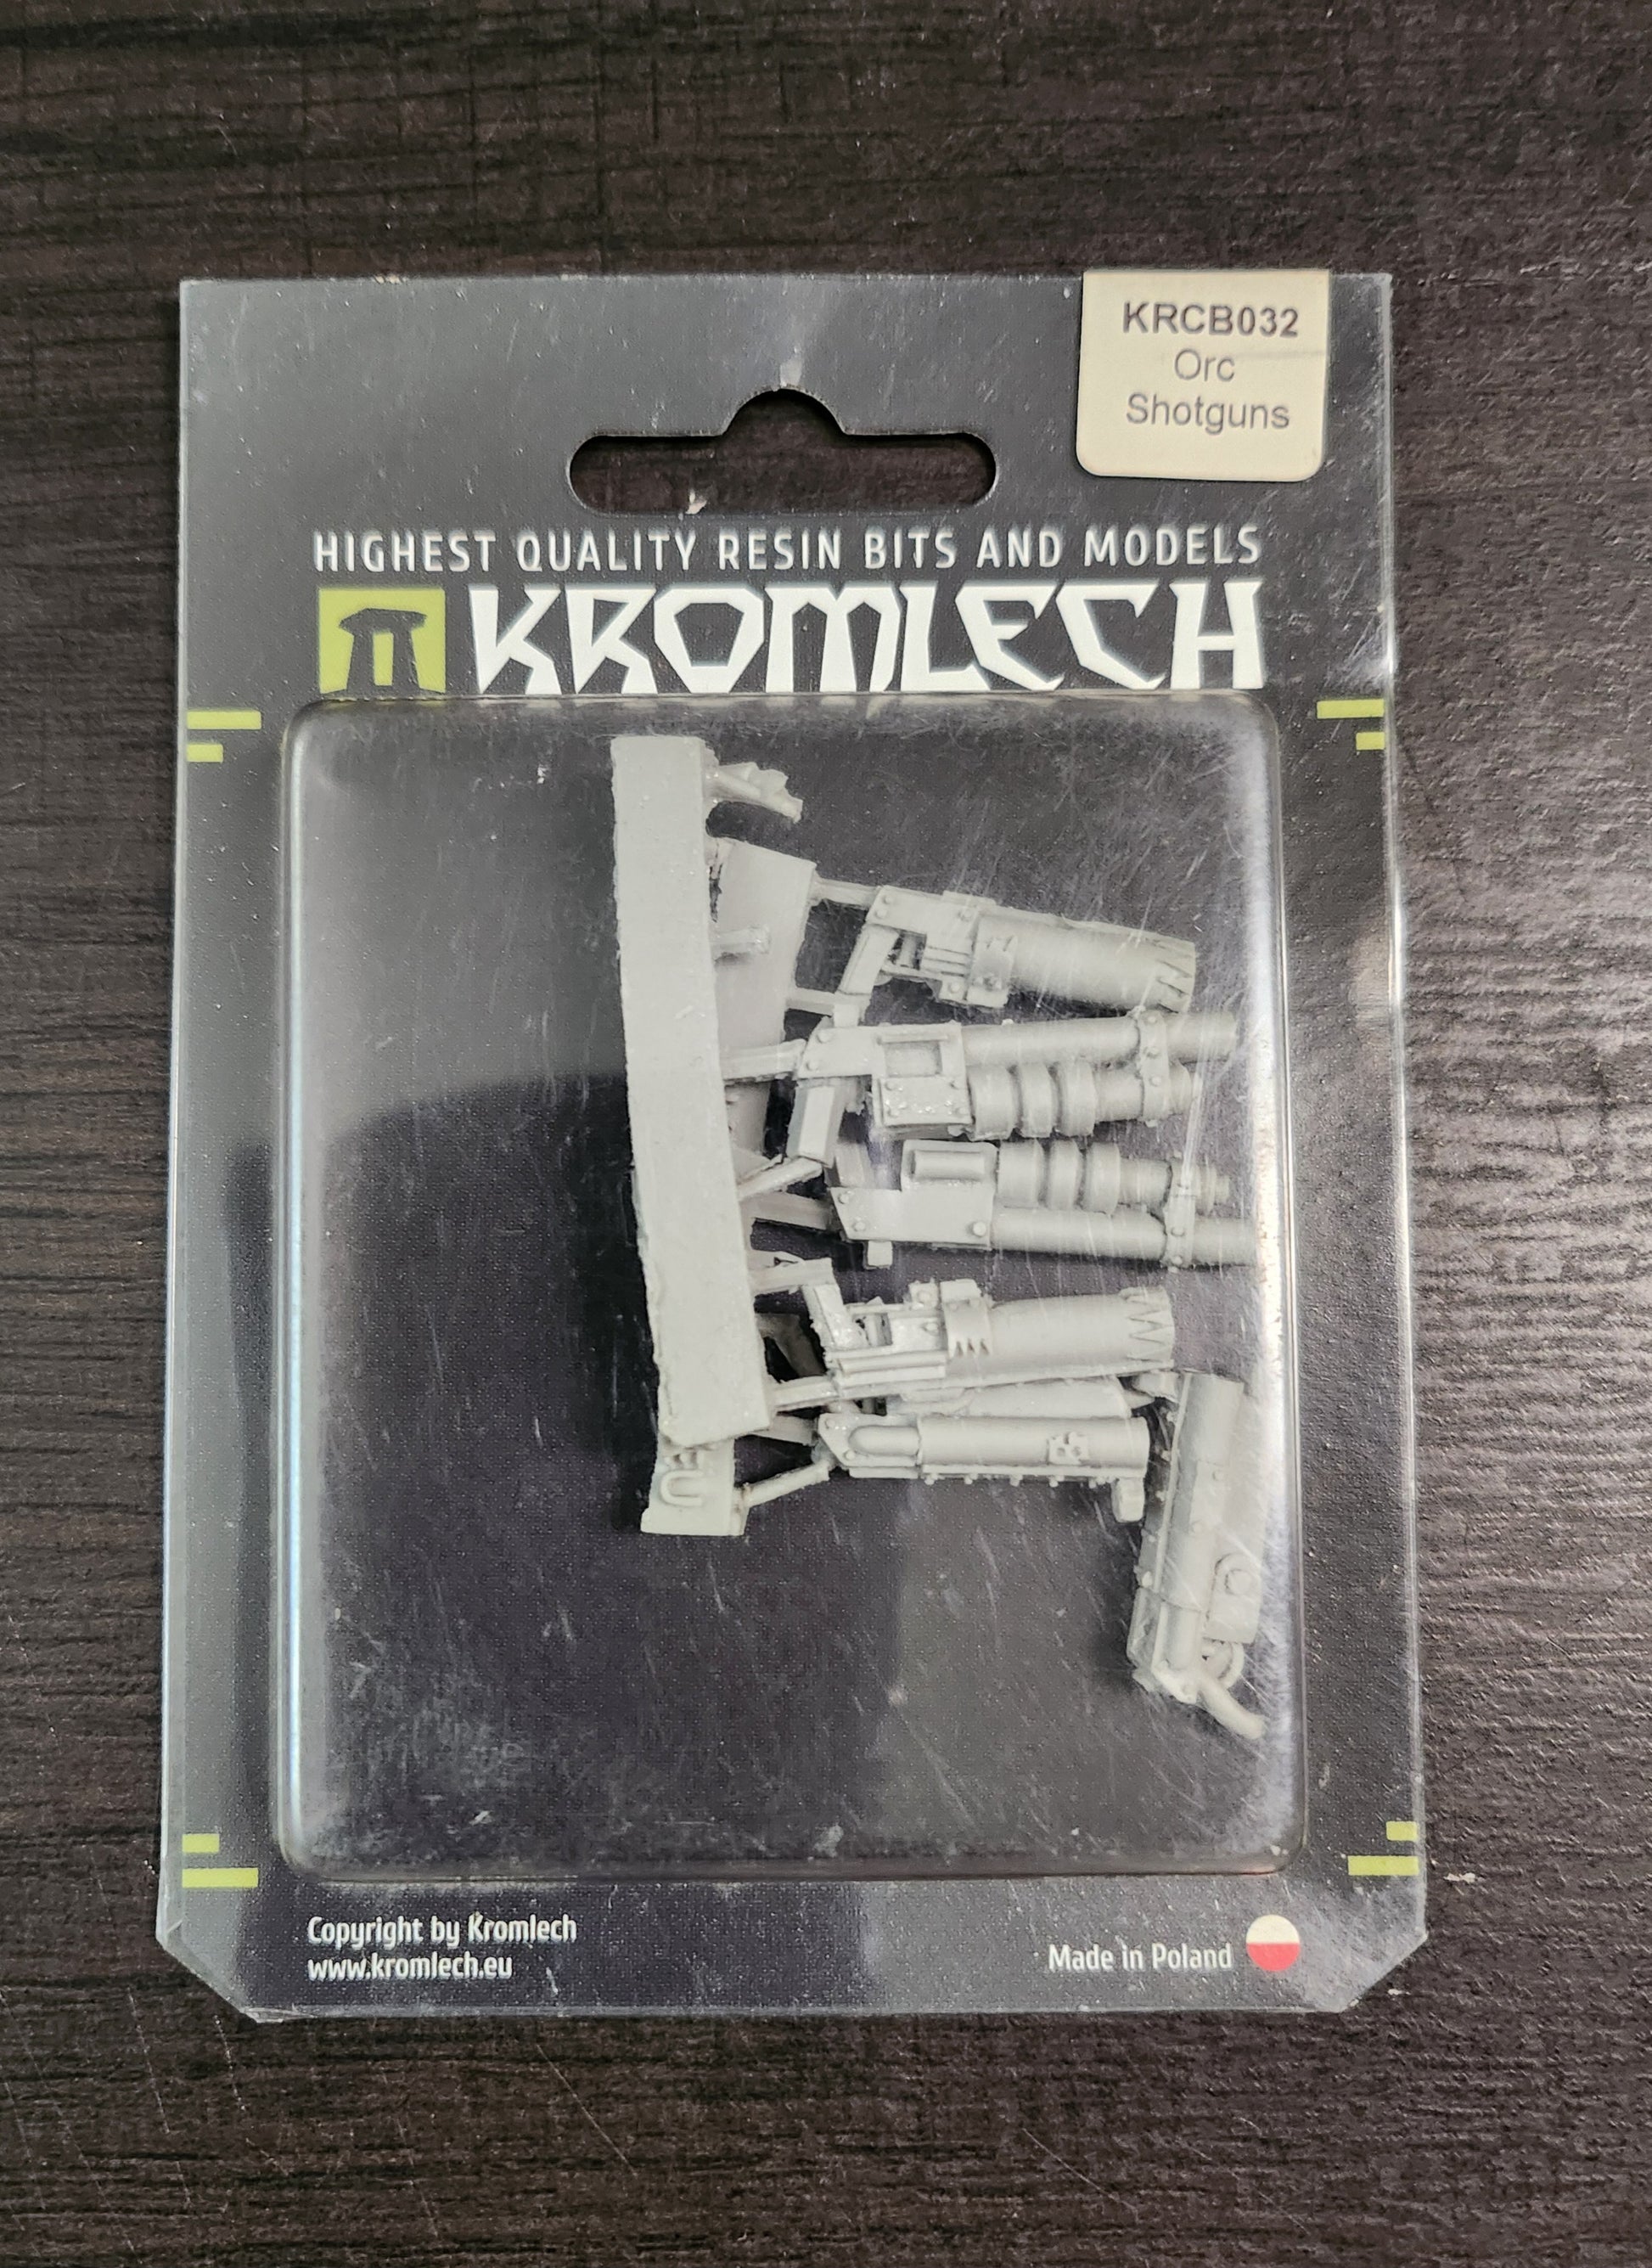 KRCB032
Orc
Shotguns
HIGHEST QUALITY RESIN BITS AND MODELS
KROMLECH
Copyright by Kromlech
www.kromlech.eu
Made in Poland